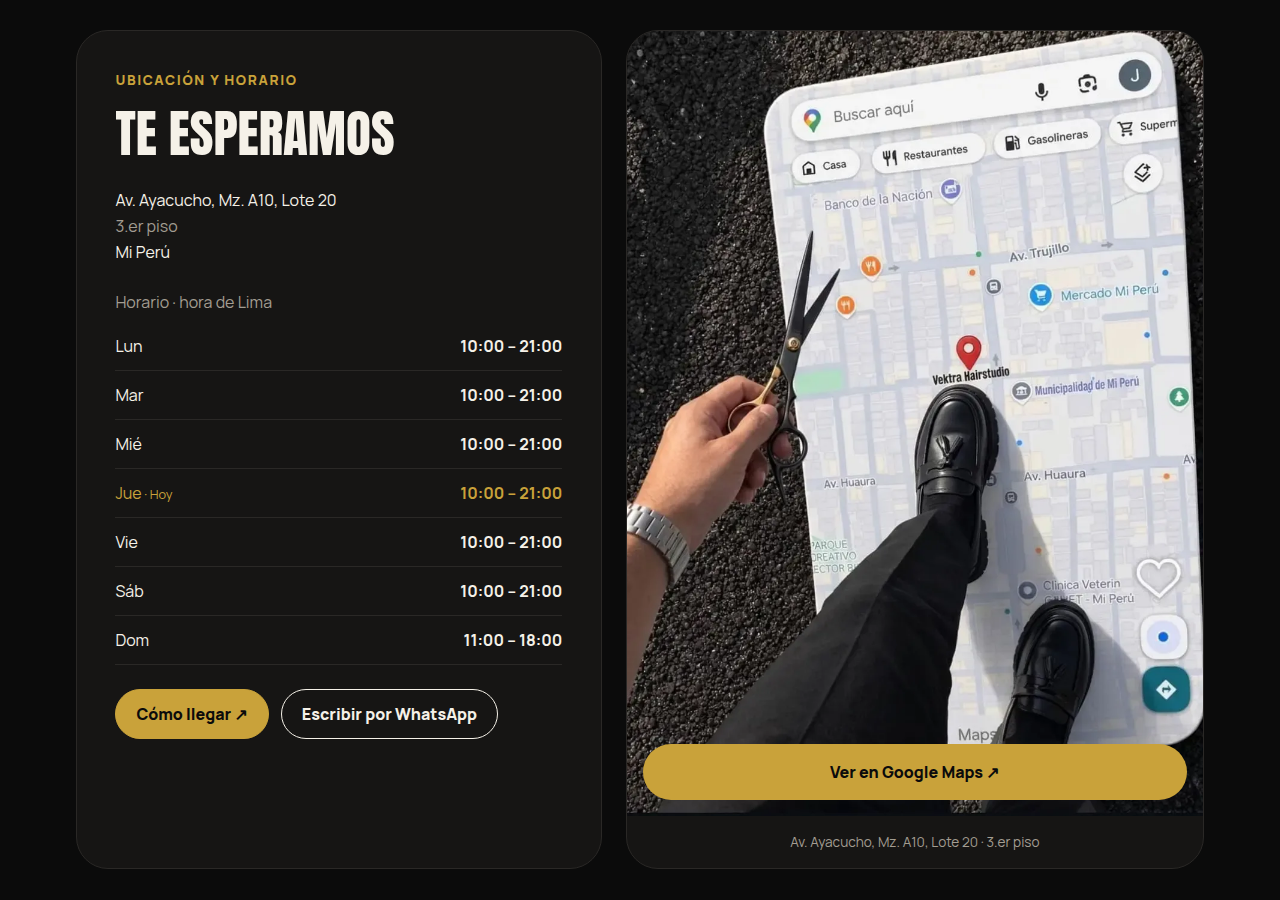 UBICACIÓN Y HORARIO
TE ESPERAMOS
Av. Ayacucho, Mz. A10, Lote 20
3.er piso
Mi Perú
Horario · hora de Lima
Lun 10:00 – 21:00
Mar 10:00 – 21:00
Mié 10:00 – 21:00
Jue · Hoy 10:00 – 21:00
Vie 10:00 – 21:00
Sáb 10:00 – 21:00
Dom 11:00 – 18:00
Cómo llegar ↗ Escribir por WhatsApp
Buscar aquí J
Casa Restaurantes Gasolineras Superm
Banco de la Nación
Av. Trujillo
Mercado Mi Perú
Vektra Hairstudio
Municipalidad de Mi Perú
Av. Huaura Av. Huaura Av
PARQUE
CREATIVO
SECTOR
Clínica Veterin
- Mi Perú
Maps
Ver en Google Maps ↗
Av. Ayacucho, Mz. A10, Lote 20 · 3.er piso